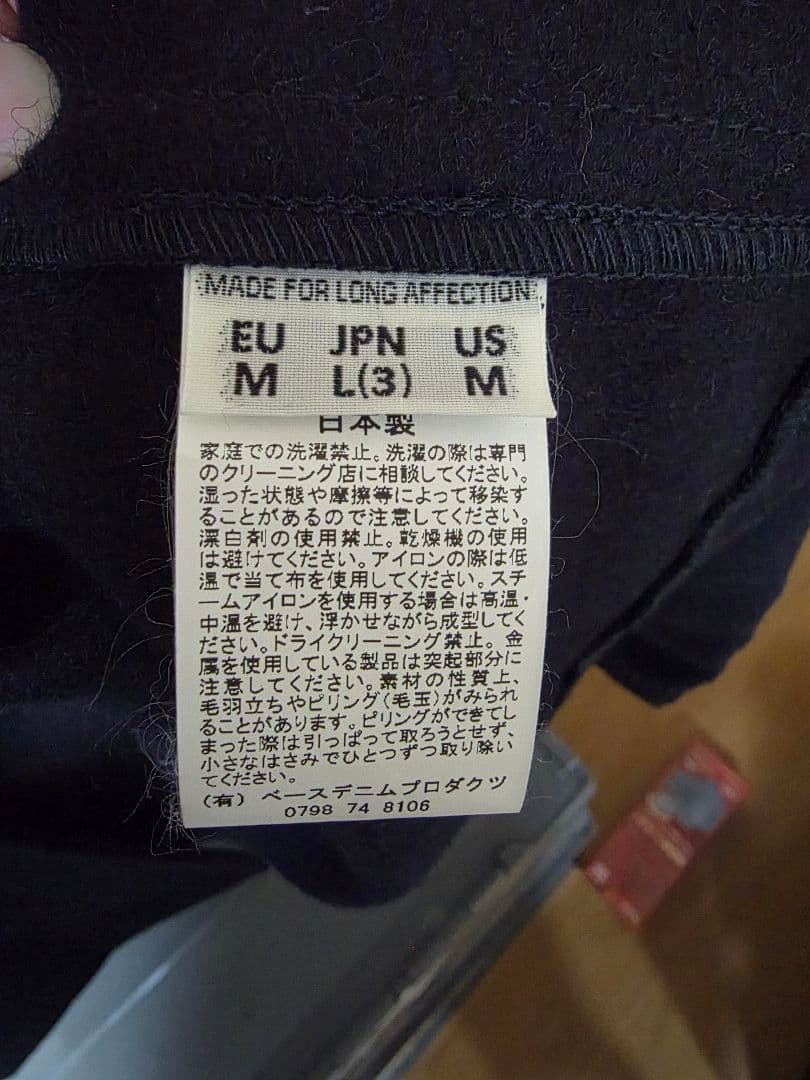 MADE FOR LONG AFFECTION
EU JPN US
M L(3) M
日本製
家庭での洗濯禁止。洗濯の際は専門
のクリーニング店に相談してください。
湿った状態や摩擦等によって移染す
ることがあるので注意してください。
漂白剤の使用禁止。乾燥機の使用
は避けてください。アイロンの際は低
温で当て布を使用してください。スチ
ームアイロンを使用する場合は高温・
中温を避け、浮かせながら成型してく
ださい。ドライクリーニング禁止。金
属を使用している製品は突起部分に
注意してください。素材の性質上、
毛羽立ちやピリング(毛玉)がみられ
ることがあります。ピリングができてし
まった際は引っぱって取ろうとせず、
小さなはさみでひとつずつ取り除い
てください。
(有) ベースデニムプロダクツ
0798 74 8106